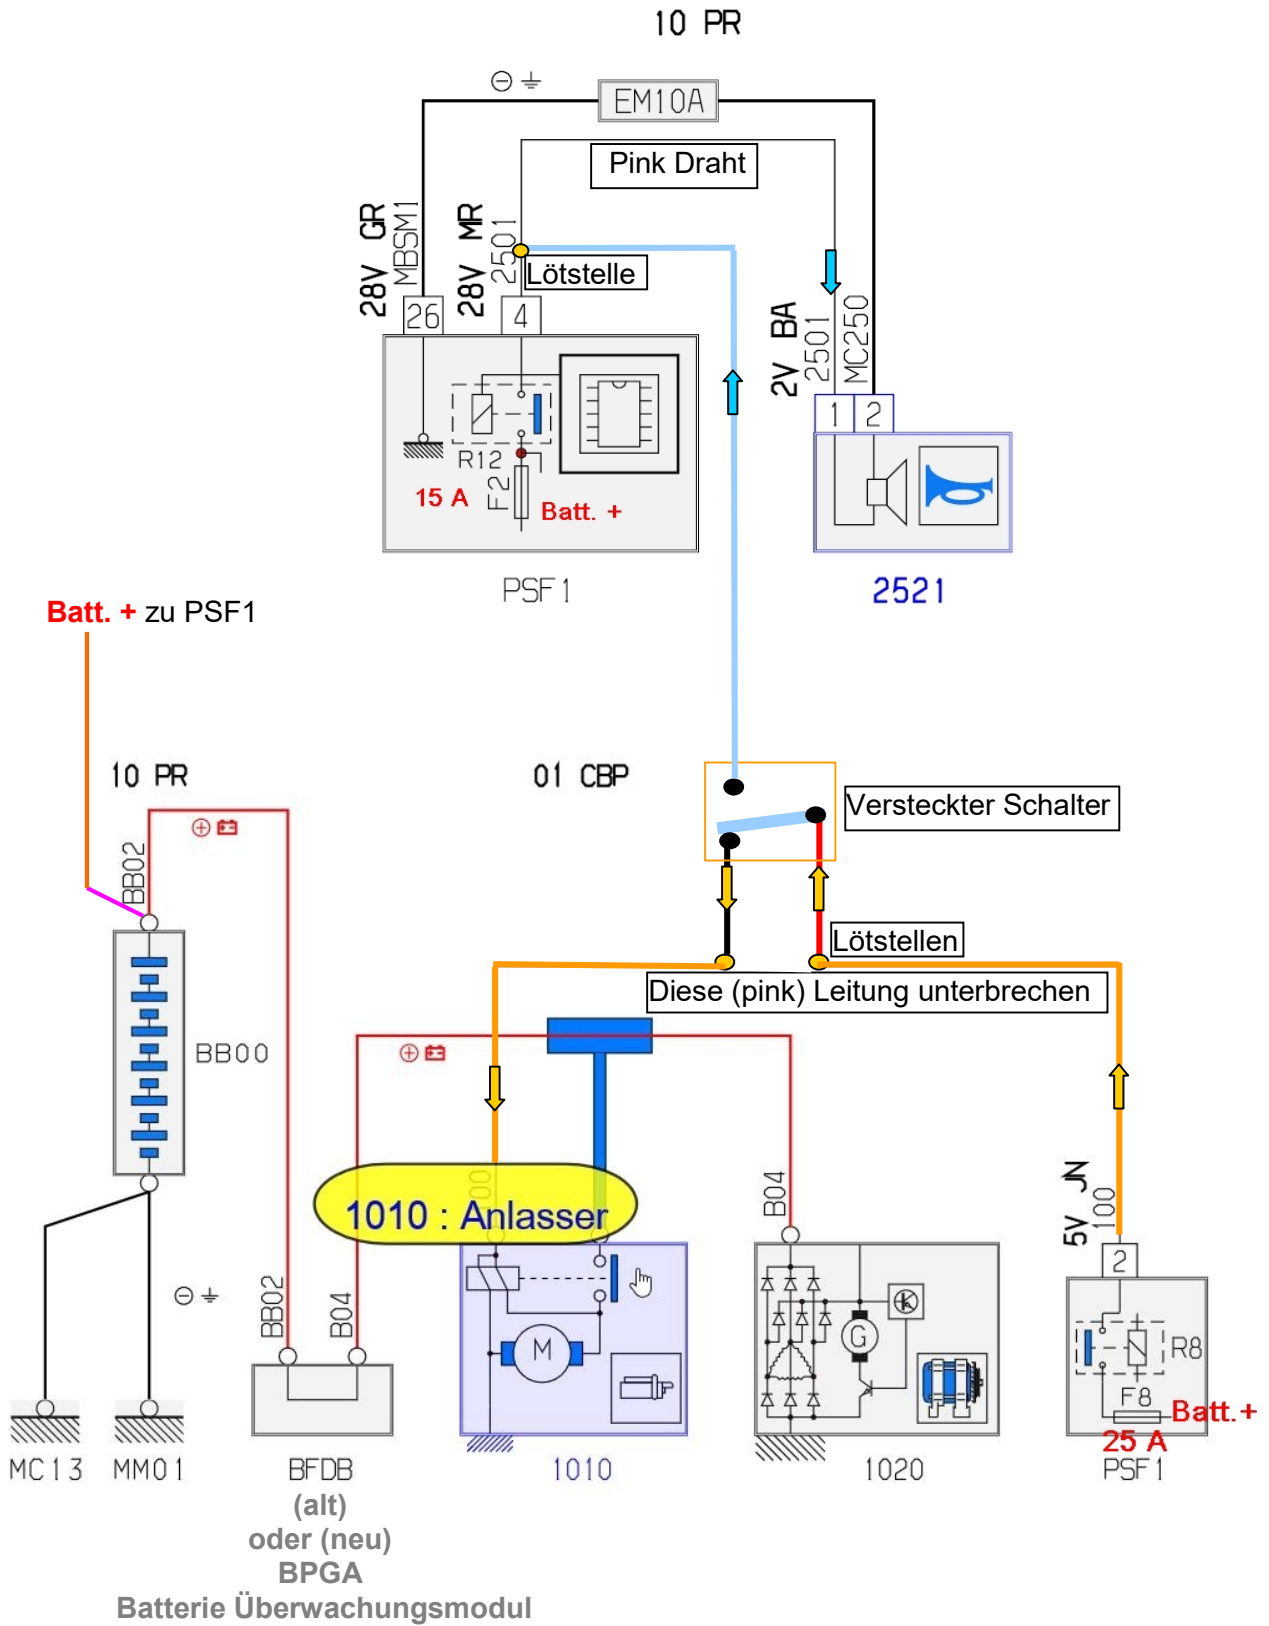 10 PR
EM10A
Pink Draht
28V GR
MBSM1
28V MR
2501
Lötstelle
26
4
2V BA
2501
MC250
1
2
R12
F2
15 A
Batt. +
PSF1
2521
Batt. + zu PSF1
10 PR
01 CBP
Versteckter Schalter
BB02
Lötstellen
Diese (pink) Leitung unterbrechen
BB00
100
1010 : Anlasser
B04
5V JN
100
2
BB02
B04
M
G
K
R8
F8
Batt.+
25 A
MC13
MM01
BFDB
1010
1020
PSF1
(alt)
oder (neu)
BPGA
Batterie Überwachungsmodul